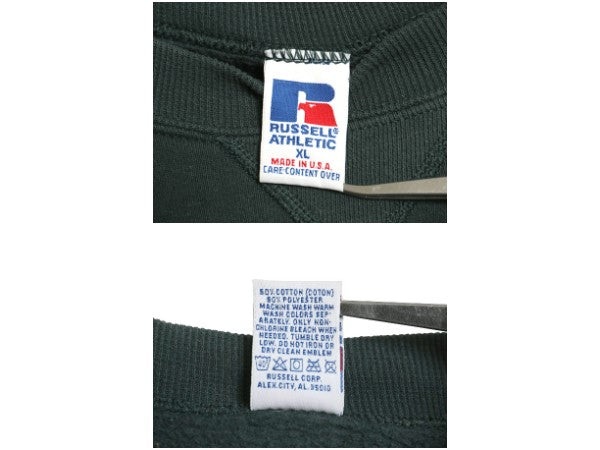 RUSSELL®
ATHLETIC
XL
MADE IN U.S.A.
CARE·CONTENT OVER
50% COTTON (COTON)
50% POLYESTER
MACHINE WASH WARM
WASH COLORS SEP-
ARATELY. ONLY NON-
CHLORINE BLEACH WHEN
NEEDED. TUMBLE DRY
LOW. DO NOT IRON OR
DRY CLEAN EMBLEM
RUSSELL CORP.
ALEX.CITY, AL. 35010